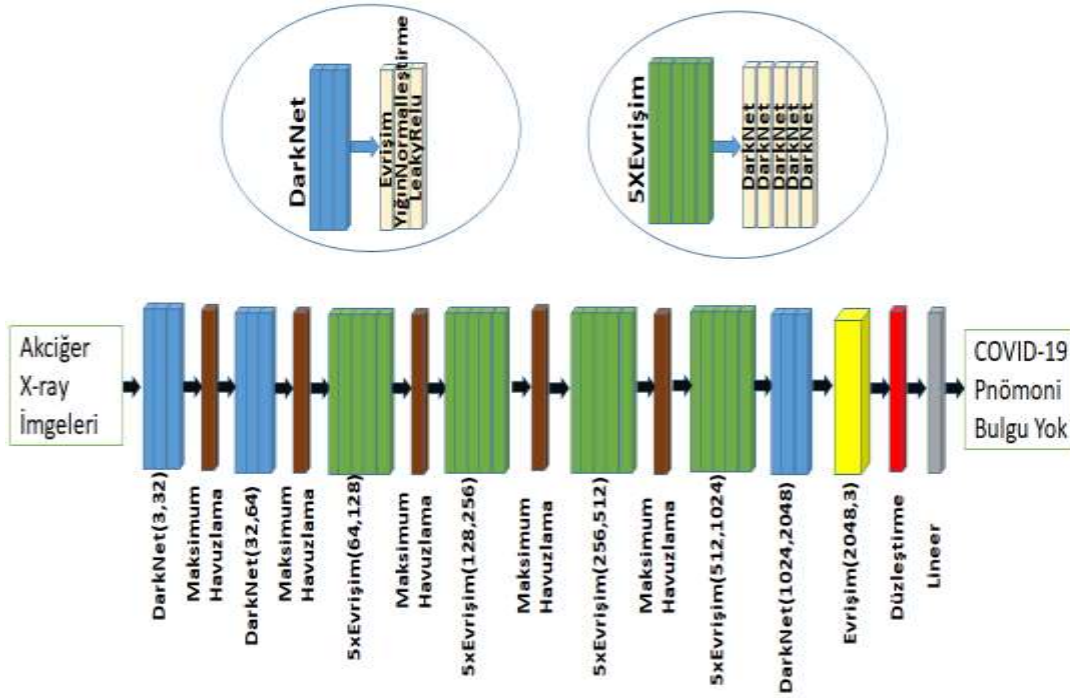 DarkNet
Evrişim
YığınNormalleştirme
LeakyRelu
5XEvrişim
DarkNet
DarkNet
DarkNet
DarkNet
DarkNet
Akciğer
X-ray
İmgeleri
COVID-19
Pnömoni
Bulgu Yok
DarkNet(3,32)
Maksimum
Havuzlama
DarkNet(32,64)
Maksimum
Havuzlama
5xEvrişim(64,128)
Maksimum
Havuzlama
5xEvrişim(128,256)
Maksimum
Havuzlama
5xEvrişim(256,512)
Maksimum
Havuzlama
5xEvrişim(512,1024)
DarkNet(1024,2048)
Evrişim(2048,3)
Düzleştirme
Lineer